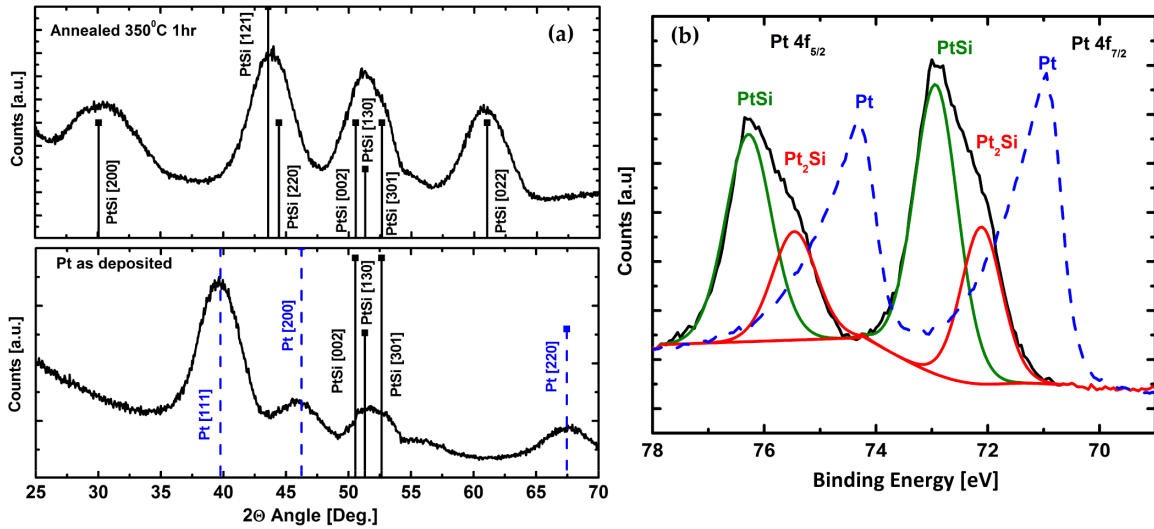 Annealed 350⁰C 1hr
(a)
Counts [a.u.]
PtSi [200]
PtSi [121]
PtSi [220]
PtSi [002]
PtSi [130]
PtSi [301]
PtSi [022]
Pt as deposited
Counts [a.u.]
Pt [111]
Pt [200]
PtSi [002]
PtSi [130]
PtSi [301]
Pt [220]
25 30 35 40 45 50 55 60 65 70
2Θ Angle [Deg.]
(b)
Pt 4f5/2
Pt 4f7/2
PtSi
Pt
PtSi
Pt
Pt2Si
Pt2Si
Counts [a.u]
78 76 74 72 70
Binding Energy [eV]